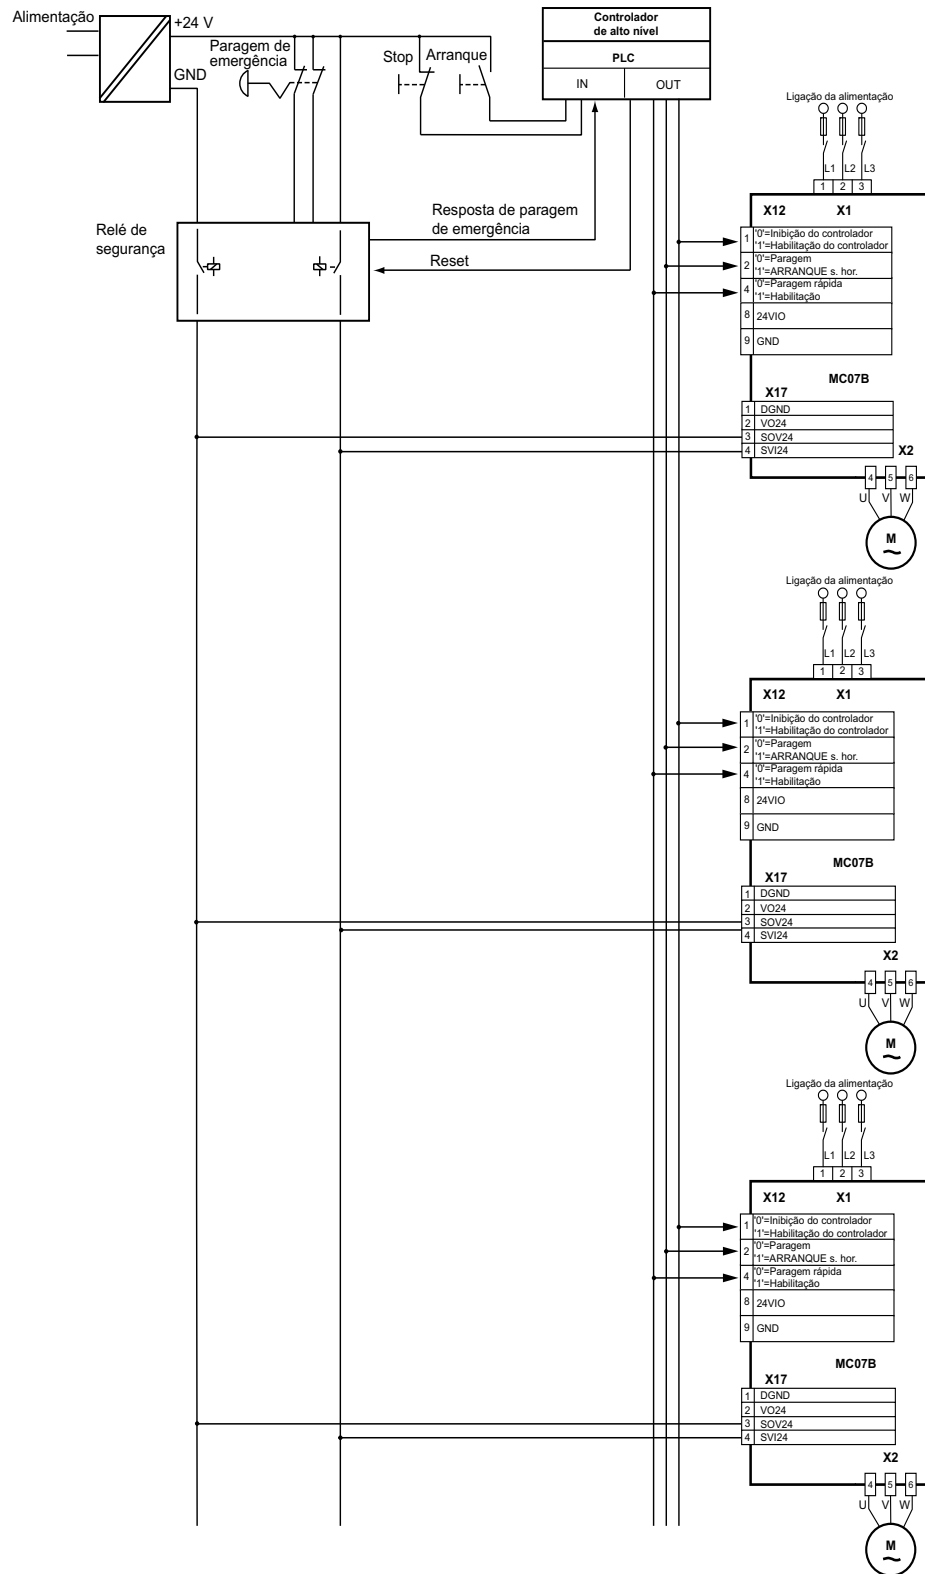 Alimentação
+24 V
GND
Paragem de
emergência
Stop
Arranque
Controlador
de alto nível
PLC
IN
OUT
Relé de
segurança
Resposta de paragem
de emergência
Reset
Ligação da alimentação
L1 L2 L3
1 2 3
X12 X1
1 '0'=Inibição do controlador
'1'=Habilitação do controlador
2 '0'=Paragem
'1'=ARRANQUE s. hor.
4 '0'=Paragem rápida
'1'=Habilitação
8 24VIO
9 GND
MC07B
X17
1 DGND
2 VO24
3 SOV24
4 SVI24
X2
4 5 6
U V W
M
~
Ligação da alimentação
L1 L2 L3
1 2 3
X12 X1
1 '0'=Inibição do controlador
'1'=Habilitação do controlador
2 '0'=Paragem
'1'=ARRANQUE s. hor.
4 '0'=Paragem rápida
'1'=Habilitação
8 24VIO
9 GND
MC07B
X17
1 DGND
2 VO24
3 SOV24
4 SVI24
X2
4 5 6
U V W
M
~
Ligação da alimentação
L1 L2 L3
1 2 3
X12 X1
1 '0'=Inibição do controlador
'1'=Habilitação do controlador
2 '0'=Paragem
'1'=ARRANQUE s. hor.
4 '0'=Paragem rápida
'1'=Habilitação
8 24VIO
9 GND
MC07B
X17
1 DGND
2 VO24
3 SOV24
4 SVI24
X2
4 5 6
U V W
M
~